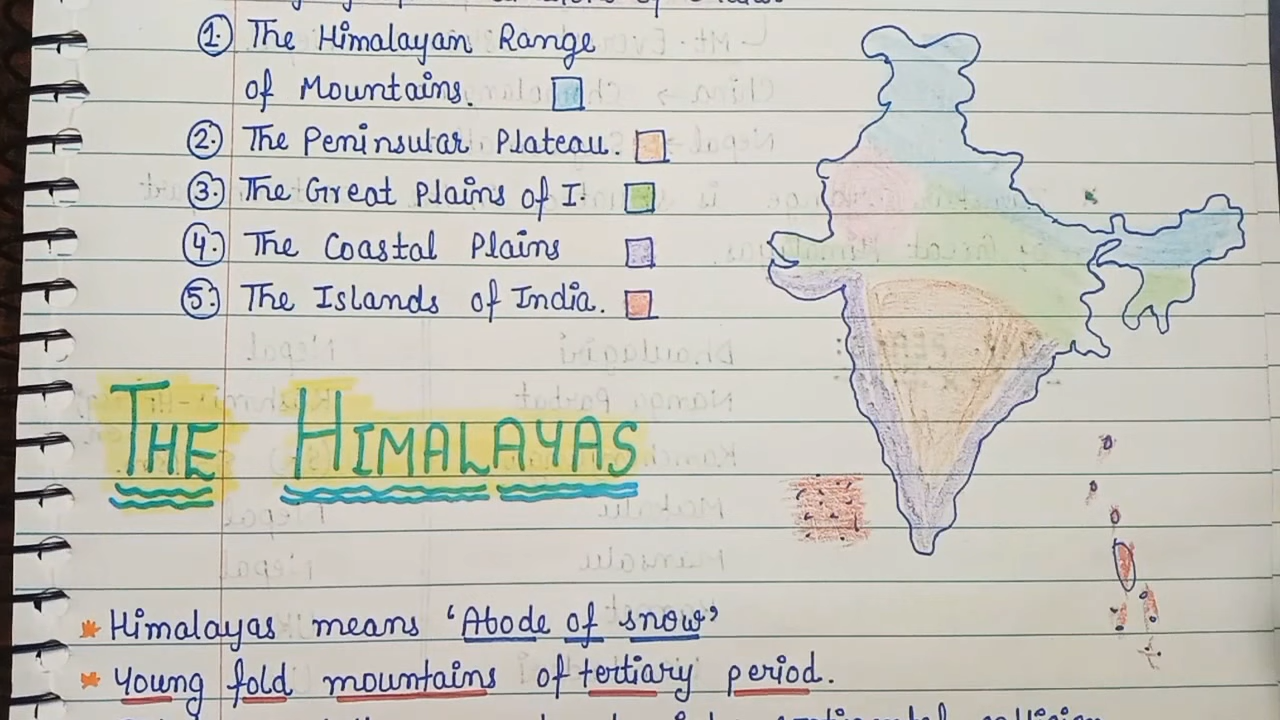 ① The Himalayan Range
of Mountains.
② The Peninsular Plateau.
③ The Great Plains of I.
④ The Coastal Plains
⑤ The Islands of India.
THE HIMALAYAS
* Himalayas means ‘Abode of snow’
* Young fold mountains of tertiary period.